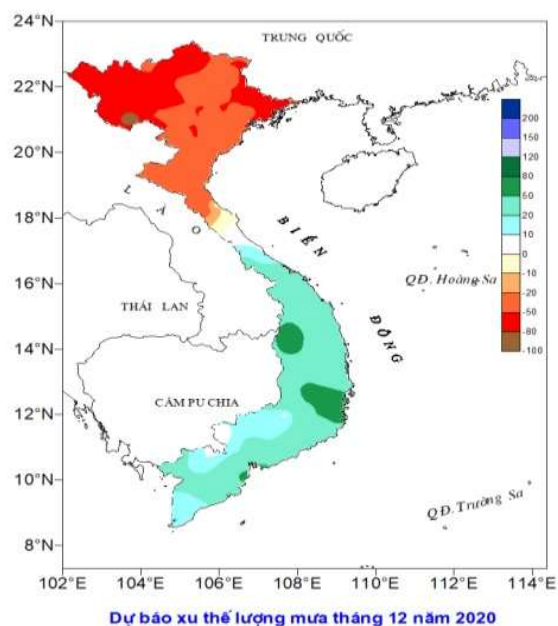 24°N
22°N
20°N
18°N
16°N
14°N
12°N
10°N
8°N
102°E
104°E
106°E
108°E
110°E
112°E
114°E
TRUNG QUỐC
LÀO
BIỂN ĐÔNG
QĐ. Hoàng Sa
THÁI LAN
CĂM PU CHIA
QĐ. Trường Sa
200
150
120
80
50
20
10
0
-10
-20
-50
-80
-100
Dự báo xu thế lượng mưa tháng 12 năm 2020